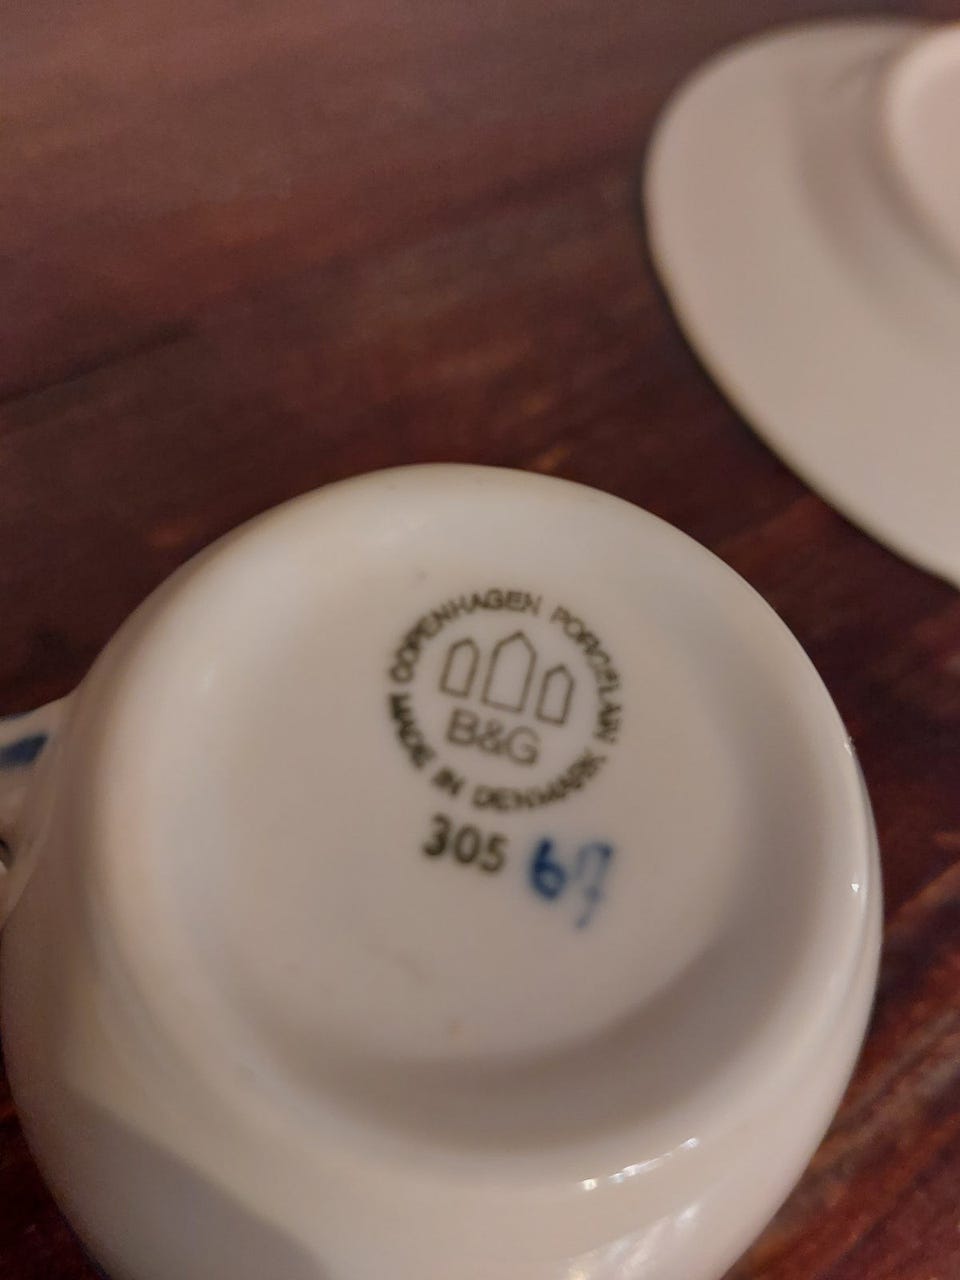 COPENHAGEN PORCELAIN
B&G
MADE IN DENMARK
305